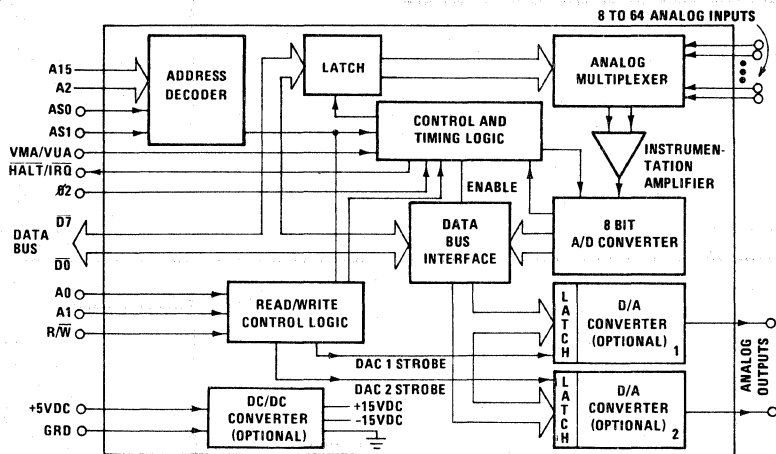 8 TO 64 ANALOG INPUTS
A15
A2
AS0
AS1
VMA/VUA
HALT/IRQ
Ø2
DATA
BUS
D7
D0
A0
A1
R/W
+5VDC
GRD
ADDRESS
DECODER
LATCH
ANALOG
MULTIPLEXER
CONTROL AND
TIMING LOGIC
INSTRUMEN-
TATION
AMPLIFIER
ENABLE
DATA
BUS
INTERFACE
8 BIT
A/D CONVERTER
READ/WRITE
CONTROL LOGIC
DAC 1 STROBE
DAC 2 STROBE
LATCH
D/A
CONVERTER
(OPTIONAL)
1
LATCH
D/A
CONVERTER
(OPTIONAL)
2
ANALOG
OUTPUTS
DC/DC
CONVERTER
(OPTIONAL)
+15VDC
-15VDC